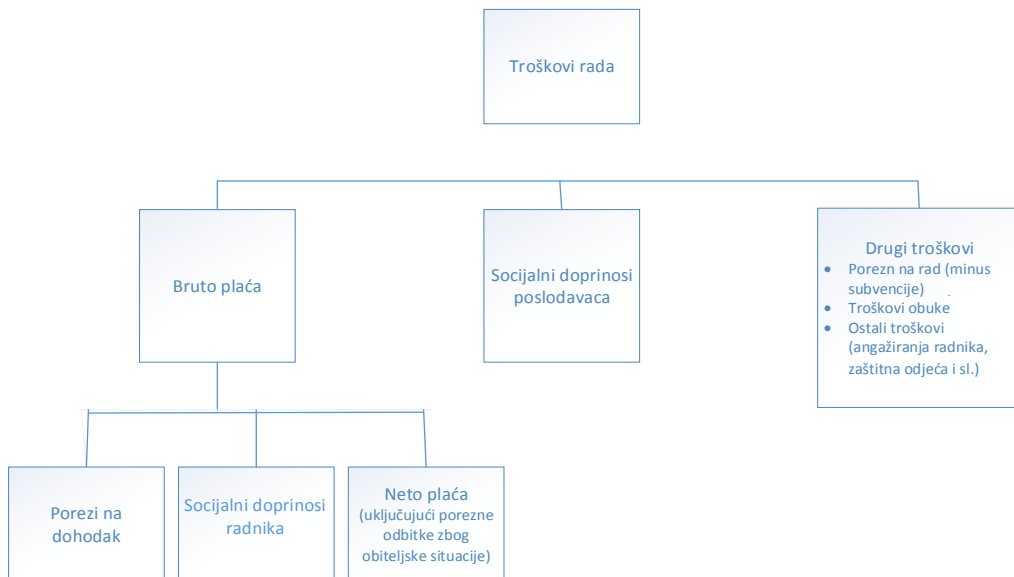 Troškovi rada
Bruto plaća
Socijalni doprinosi
poslodavaca
Drugi troškovi
• Porezn na rad (minus
subvencije)
• Troškovi obuke
• Ostali troškovi
(angažiranja radnika,
zaštitna odjeća i sl.)
Porezi na
dohodak
Socijalni doprinosi
radnika
Neto plaća
(uključujući porezne
odbitke zbog
obiteljske situacije)